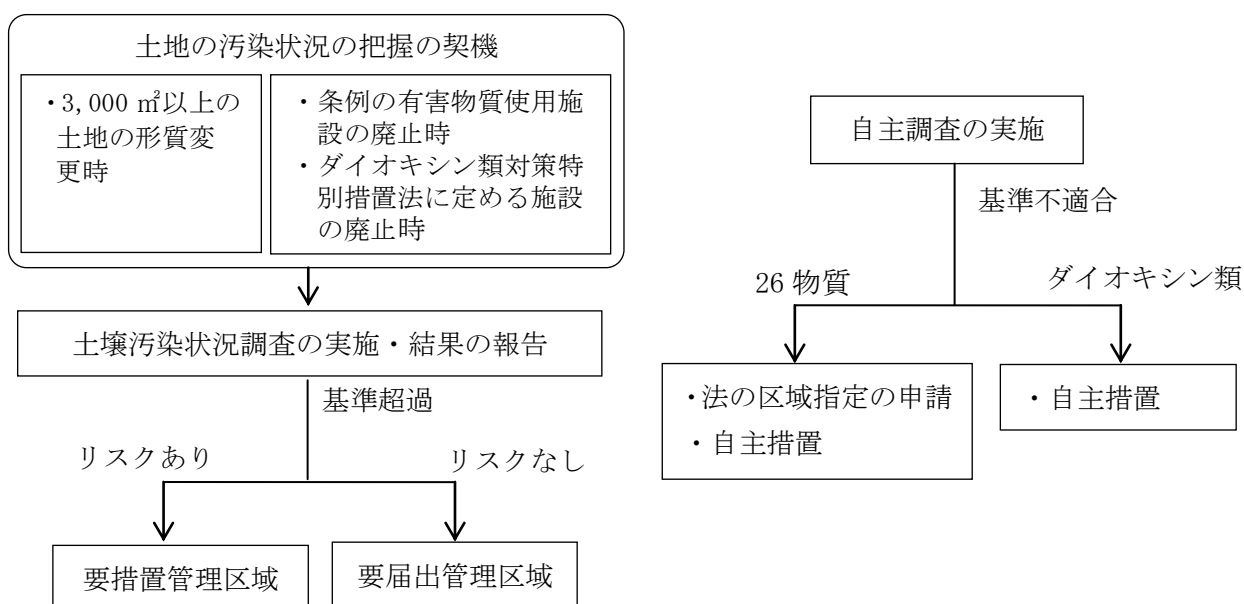 土地の汚染状況の把握の契機
・3,000 ㎡以上の
土地の形質変
更時
・条例の有害物質使用施
設の廃止時
・ダイオキシン類対策特
別措置法に定める施設
の廃止時
土壌汚染状況調査の実施・結果の報告
基準超過
リスクあり
リスクなし
要措置管理区域
要届出管理区域
自主調査の実施
基準不適合
26 物質
ダイオキシン類
・法の区域指定の申請
・自主措置
・自主措置